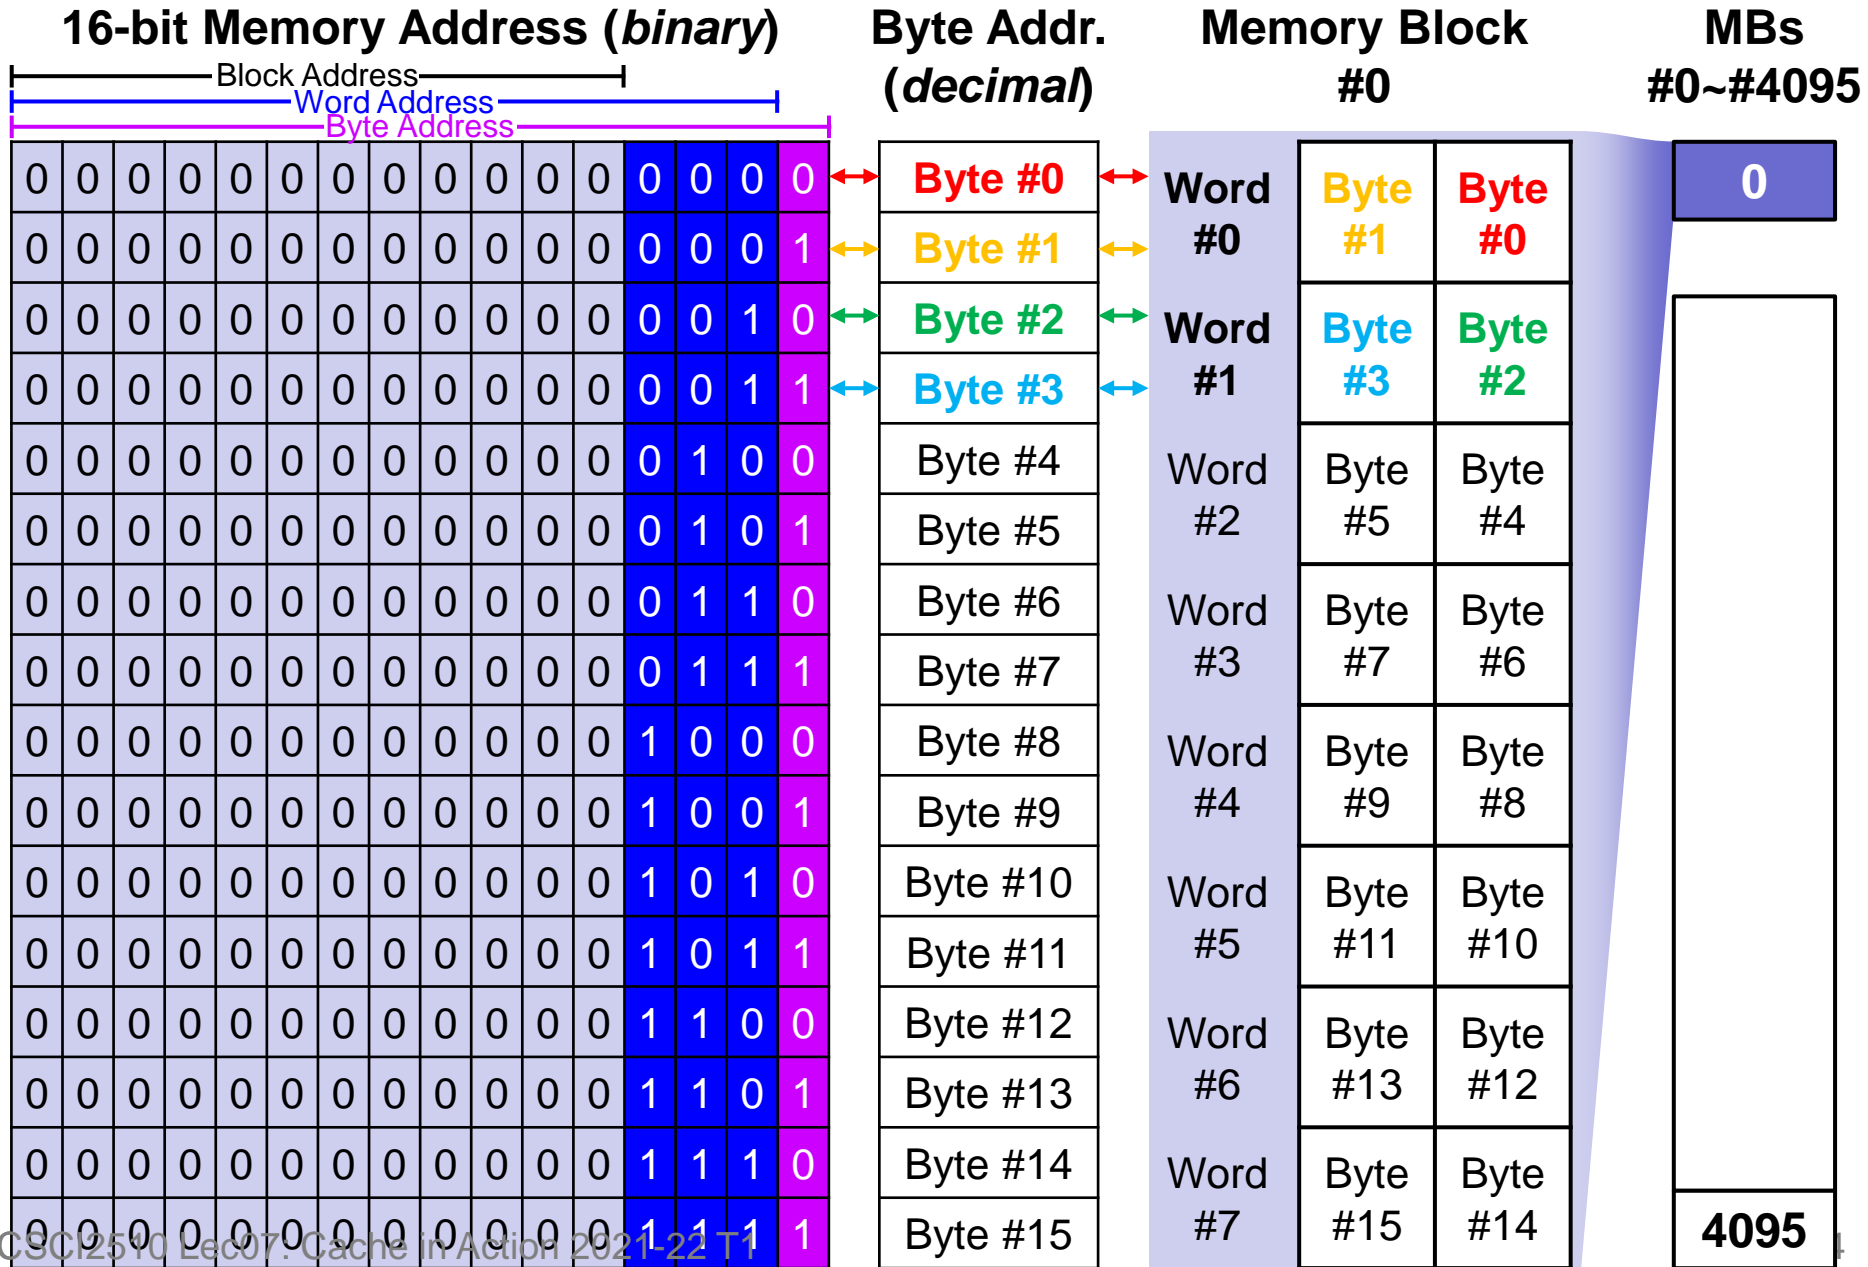 16-bit Memory Address (binary)
Byte Addr.
(decimal)
Memory Block
#0
MBs
#0~#4095
Block Address
Word Address
Byte Address
0 0 0 0 0 0 0 0 0 0 0 0 0 0 0 0
Byte #0
0 0 0 0 0 0 0 0 0 0 0 0 0 0 0 1
Byte #1
0 0 0 0 0 0 0 0 0 0 0 0 0 0 1 0
Byte #2
0 0 0 0 0 0 0 0 0 0 0 0 0 0 1 1
Byte #3
0 0 0 0 0 0 0 0 0 0 0 0 0 1 0 0
Byte #4
0 0 0 0 0 0 0 0 0 0 0 0 0 1 0 1
Byte #5
0 0 0 0 0 0 0 0 0 0 0 0 0 1 1 0
Byte #6
0 0 0 0 0 0 0 0 0 0 0 0 0 1 1 1
Byte #7
0 0 0 0 0 0 0 0 0 0 0 0 1 0 0 0
Byte #8
0 0 0 0 0 0 0 0 0 0 0 0 1 0 0 1
Byte #9
0 0 0 0 0 0 0 0 0 0 0 0 1 0 1 0
Byte #10
0 0 0 0 0 0 0 0 0 0 0 0 1 0 1 1
Byte #11
0 0 0 0 0 0 0 0 0 0 0 0 1 1 0 0
Byte #12
0 0 0 0 0 0 0 0 0 0 0 0 1 1 0 1
Byte #13
0 0 0 0 0 0 0 0 0 0 0 0 1 1 1 0
Byte #14
0 0 0 0 0 0 0 0 0 0 0 0 1 1 1 1
Byte #15
Word Byte Byte
#0 #1 #0
Word Byte Byte
#1 #3 #2
Word Byte Byte
#2 #5 #4
Word Byte Byte
#3 #7 #6
Word Byte Byte
#4 #9 #8
Word Byte Byte
#5 #11 #10
Word Byte Byte
#6 #13 #12
Word Byte Byte
#7 #15 #14
0
4095
CSCI2510 Lec07: Cache in Action 2021-22 T1